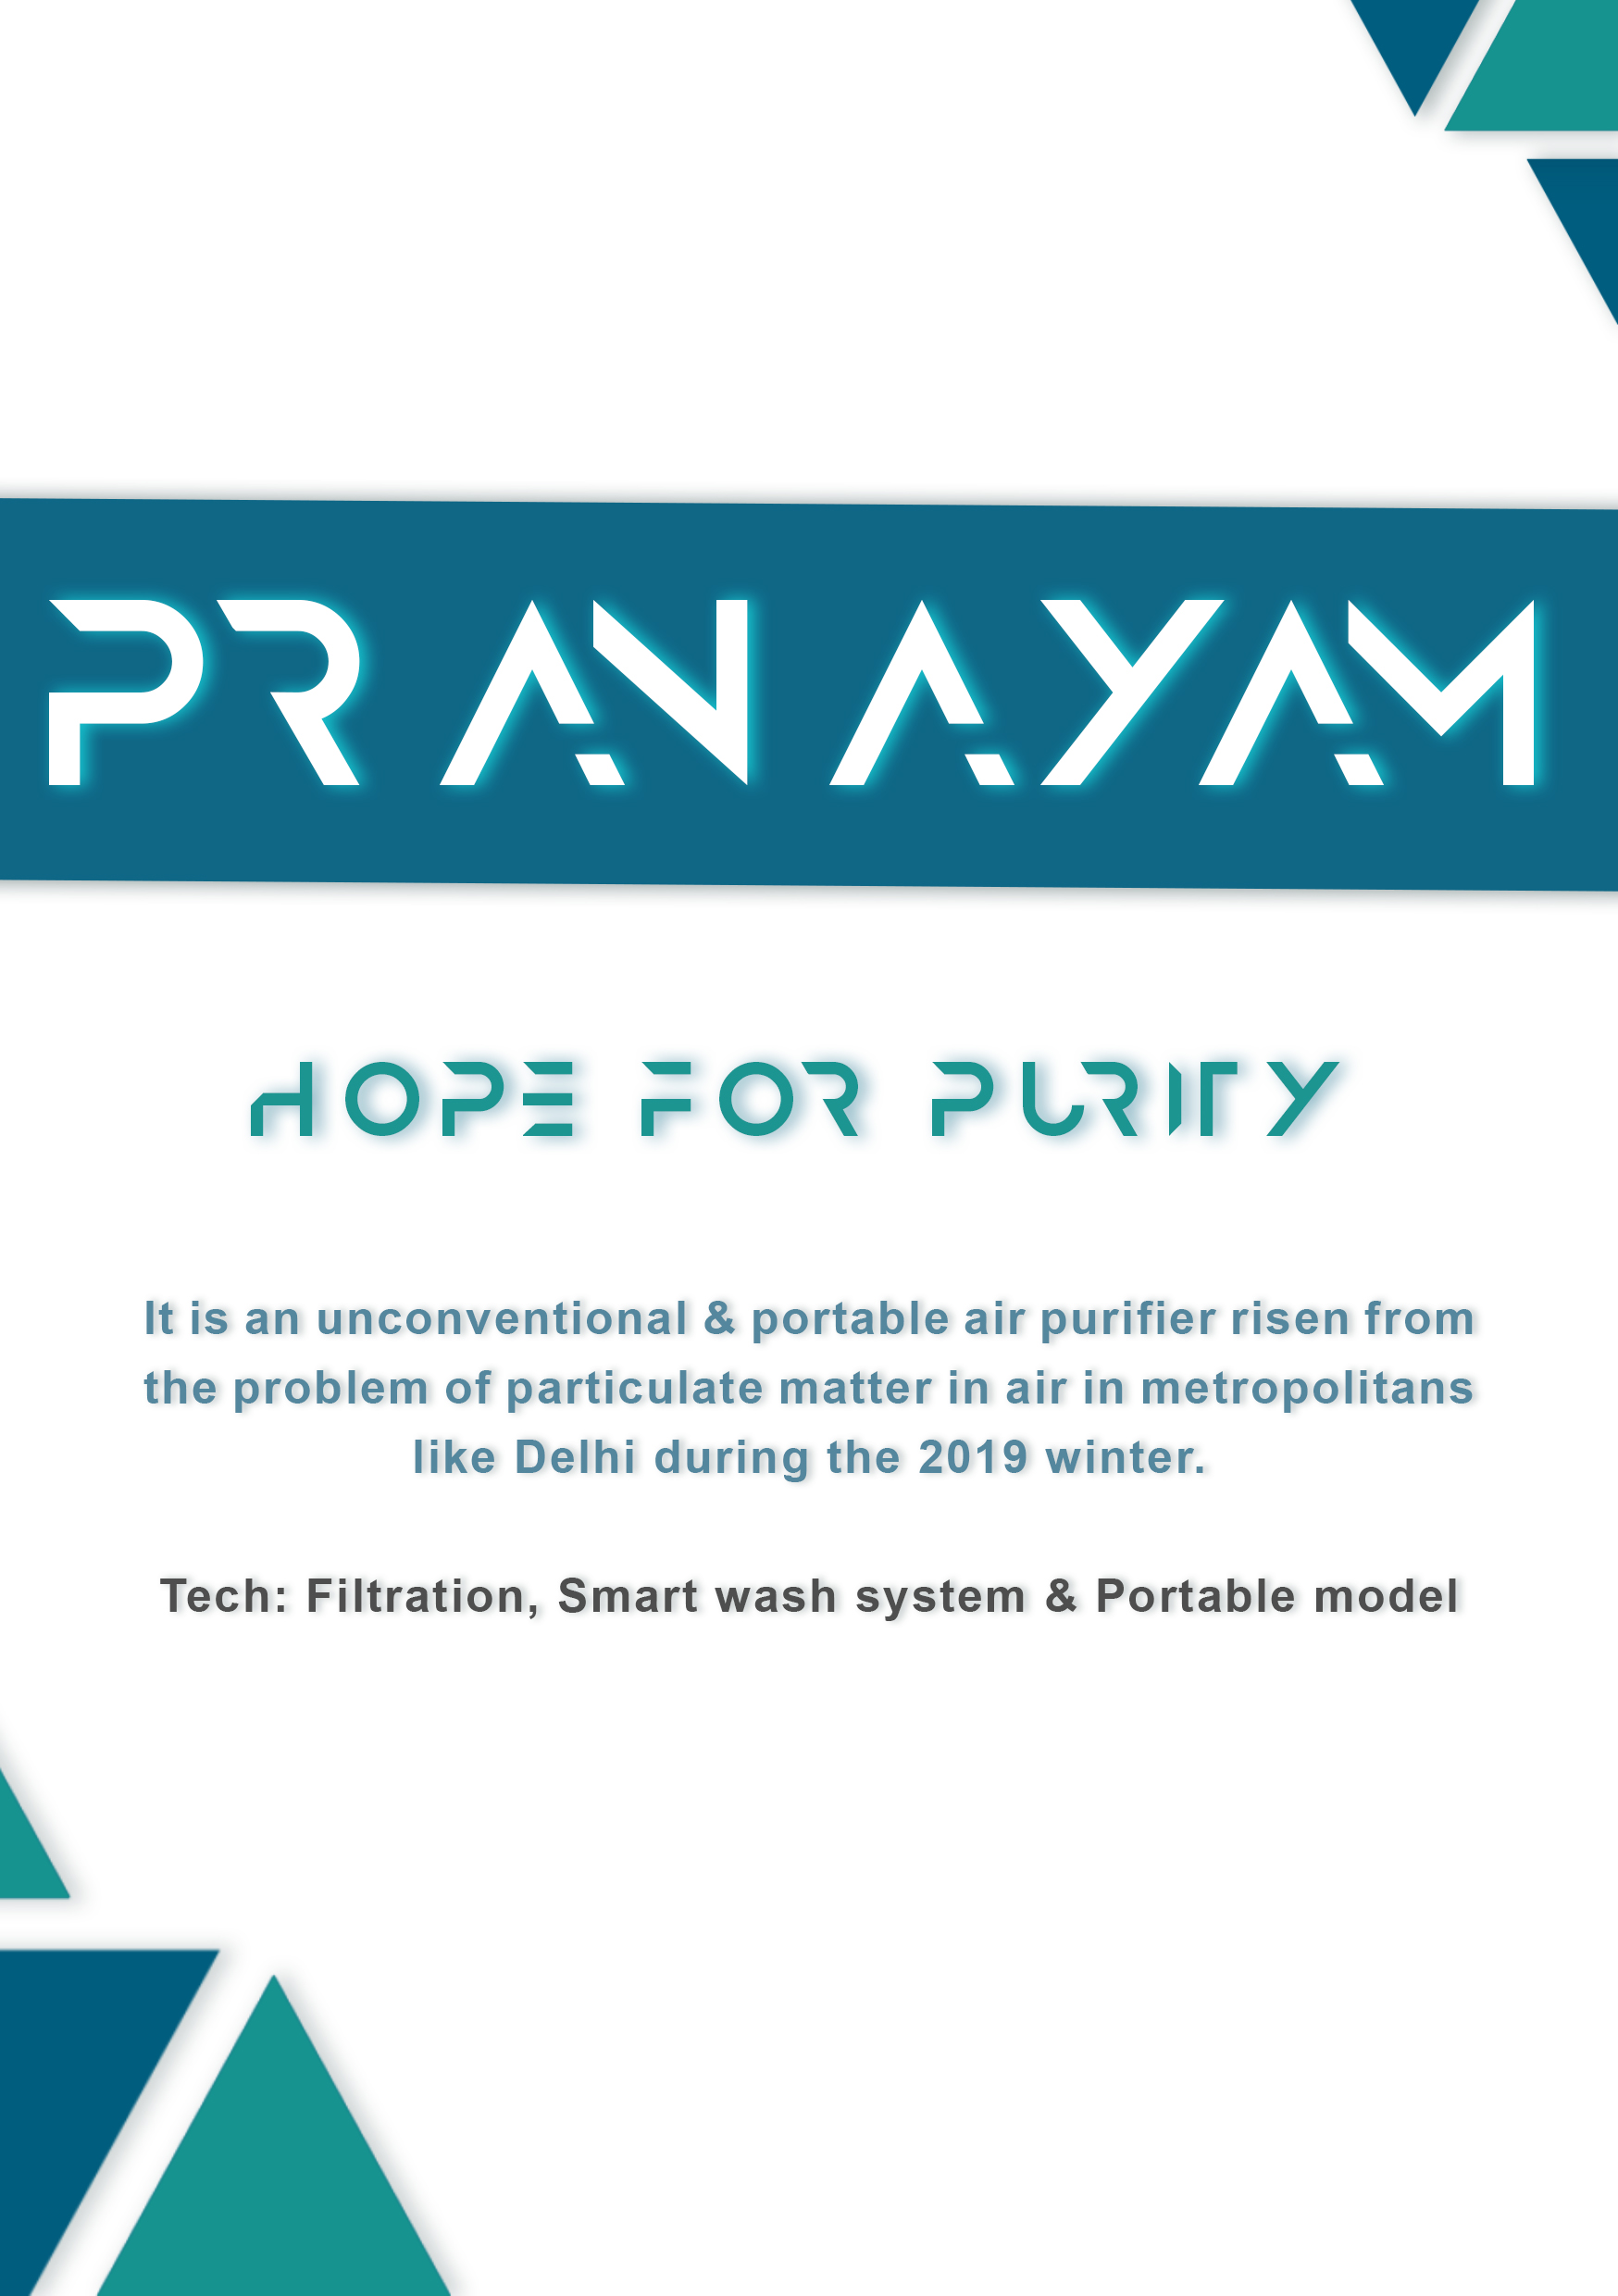 PRANAYAM
HOPE FOR PURITY
It is an unconventional & portable air purifier risen from
the problem of particulate matter in air in metropolitans
like Delhi during the 2019 winter.
Tech: Filtration, Smart wash system & Portable model